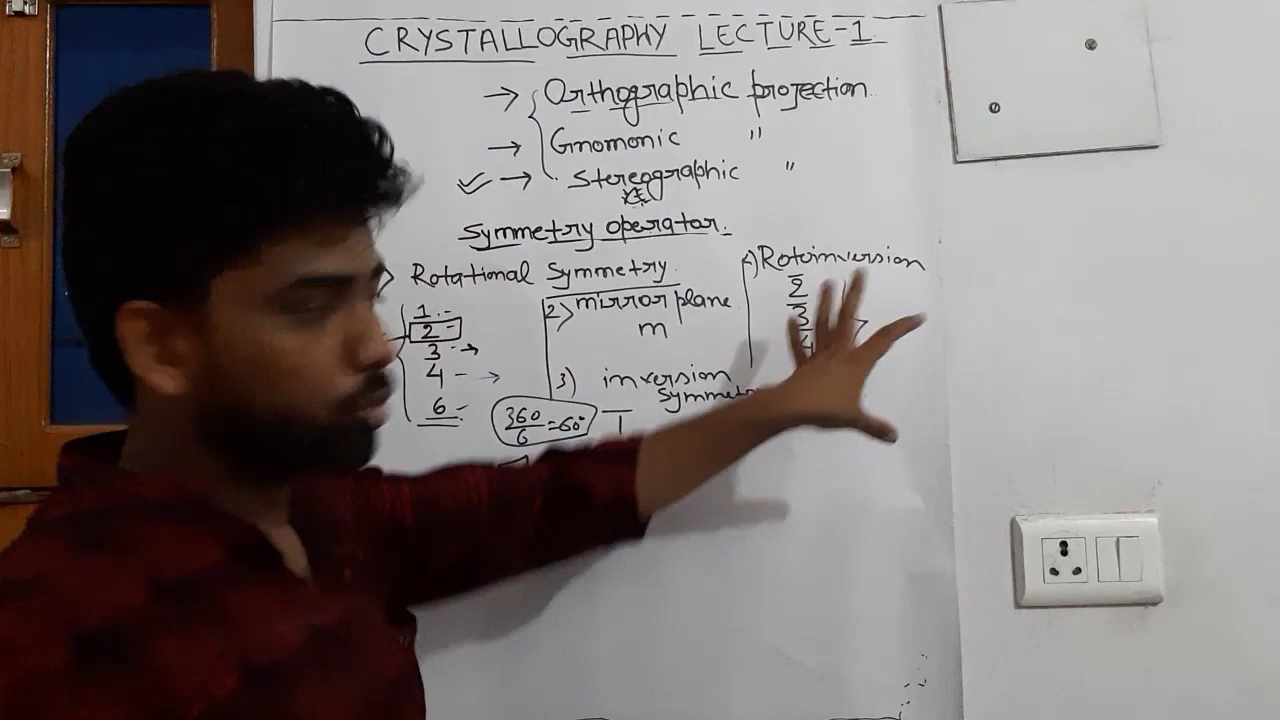 CRYSTALLOGRAPHY LECTURE-1
→ Orthographic projection
→ Gnomonic "
→ Stereographic "
Symmetry operator
Rotational Symmetry
1
2
3 →
4 →
6
360/6 = 60°
2) mirror plane
m
3) inversion
symmetr
1̅
4) Rotoinversion
2̅
3̅